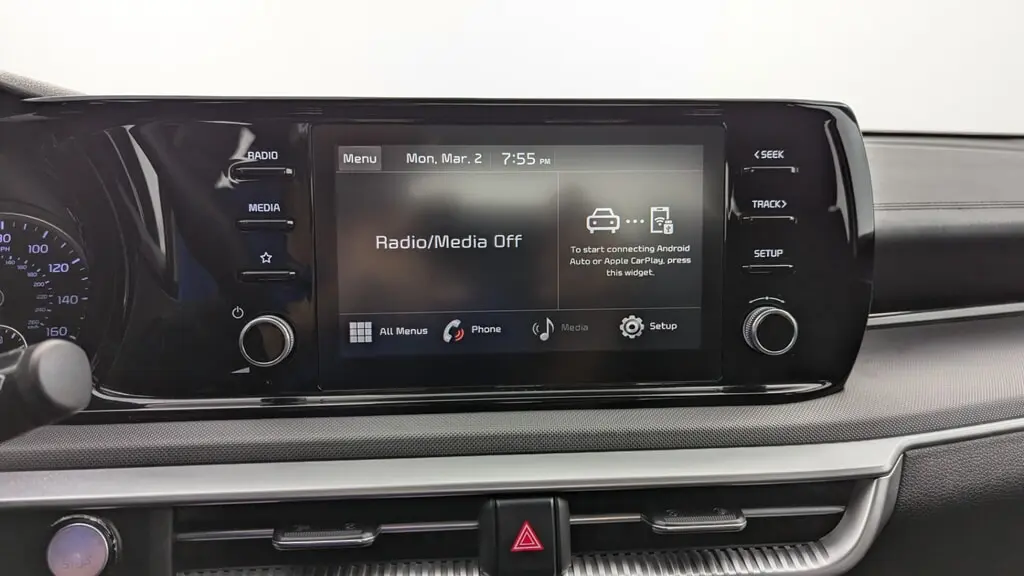 RADIO
MEDIA
Menu Mon, Mar. 2 7:55 PM
Radio/Media Off
To start connecting Android
Auto or Apple CarPlay, press
this widget.
All Menus Phone Media Setup
<SEEK
TRACK>
SETUP
100
120
140
160